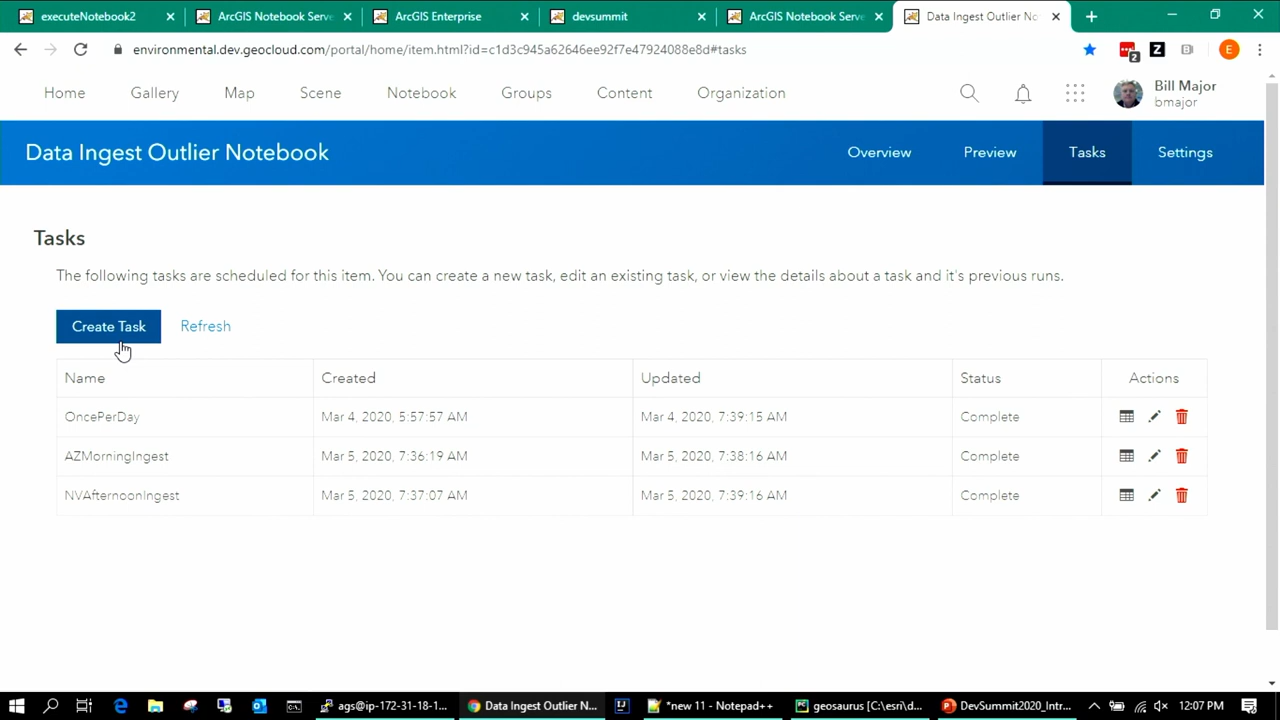 executeNotebook2
ArcGIS Notebook Serve
ArcGIS Enterprise
devsummit
ArcGIS Notebook Serve
Data Ingest Outlier No
environmental.dev.geocloud.com/portal/home/item.html?id=c1d3c945a62646ee92f7e47924088e8d#tasks
2
Z
E
Home
Gallery
Map
Scene
Notebook
Groups
Content
Organization
Bill Major
bmajor
Data Ingest Outlier Notebook
Overview
Preview
Tasks
Settings
Tasks
The following tasks are scheduled for this item. You can create a new task, edit an existing task, or view the details about a task and it's previous runs.
Create Task
Refresh
Name Created Updated Status Actions
OncePerDay Mar 4, 2020, 5:57:57 AM Mar 4, 2020, 7:39:15 AM Complete
AZMorningIngest Mar 5, 2020, 7:36:19 AM Mar 5, 2020, 7:38:16 AM Complete
NVAfternoonIngest Mar 5, 2020, 7:37:07 AM Mar 5, 2020, 7:39:16 AM Complete
ags@ip-172-31-18-1...
Data Ingest Outlier N...
*new 11 - Notepad++
geosaurus [C:\esri\d...
DevSummit2020_Intr...
12:07 PM